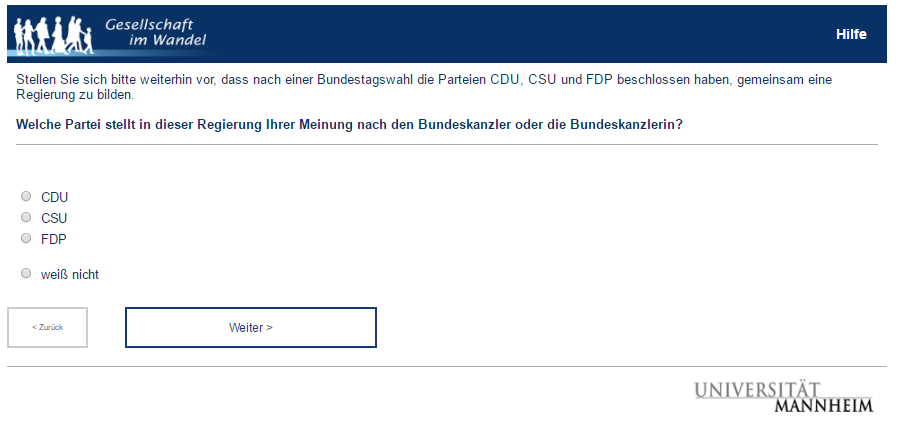 Gesellschaft
im Wandel
Hilfe
Stellen Sie sich bitte weiterhin vor, dass nach einer Bundestagswahl die Parteien CDU, CSU und FDP beschlossen haben, gemeinsam eine
Regierung zu bilden.
Welche Partei stellt in dieser Regierung Ihrer Meinung nach den Bundeskanzler oder die Bundeskanzlerin?
CDU
CSU
FDP
weiß nicht
< Zurück
Weiter >
UNIVERSITÄT
MANNHEIM